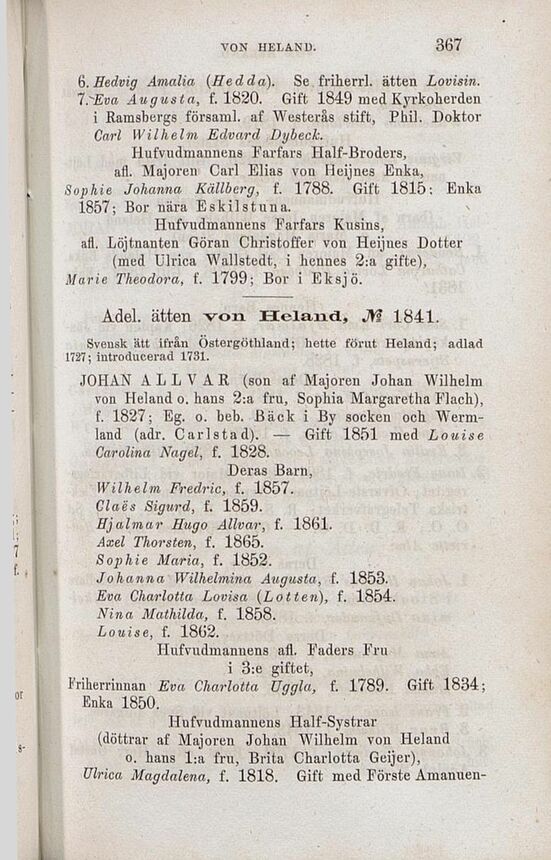 VON HELAND. 367
6. Hedvig Amalia (Hedda). Se friherrl. ätten Lovisin.
7. Eva Augusta, f. 1820. Gift 1849 med Kyrkoherden
i Ramsbergs församl. af Westerås stift, Phil. Doktor
Carl Wilhelm Edvard Dybeck.
Hufvudmannens Farfars Half-Broders,
afl. Majoren Carl Elias von Heijnes Enka,
Sophie Johanna Källberg, f. 1788. Gift 1815; Enka
1857; Bor nära Eskilstuna.
Hufvudmannens Farfars Kusins,
afl. Löjtnanten Göran Christoffer von Heijnes Dotter
(med Ulrica Wallstedt, i hennes 2:a gifte),
Marie Theodora, f. 1799; Bor i Eksjö.
Adel. ätten von Heland, № 1841.
Svensk ätt ifrån Östergöthland; hette förut Heland; adlad
1727; introducerad 1731.
JOHAN ALLVAR (son af Majoren Johan Wilhelm
von Heland o. hans 2:a fru, Sophia Margaretha Flach),
f. 1827; Eg. o. beb. Bäck i By socken och Werm-
land (adr. Carlstad). — Gift 1851 med Louise
Carolina Nagel, f. 1828.
Deras Barn,
Wilhelm Fredric, f. 1857.
Claës Sigurd, f. 1859.
Hjalmar Hugo Allvar, f. 1861.
Axel Thorsten, f. 1865.
Sophie Maria, f. 1852.
Johanna Wilhelmina Augusta, f. 1853.
Eva Charlotta Lovisa (Lotten), f. 1854.
Nina Mathilda, f. 1858.
Louise, f. 1862.
Hufvudmannens afl. Faders Fru
i 3:e giftet,
Friherrinnan Eva Charlotta Uggla, f. 1789. Gift 1834;
Enka 1850.
Hufvudmannens Half-Systrar
(döttrar af Majoren Johan Wilhelm von Heland
o. hans 1:a fru, Brita Charlotta Geijer),
Ulrica Magdalena, f. 1818. Gift med Förste Amanuen-